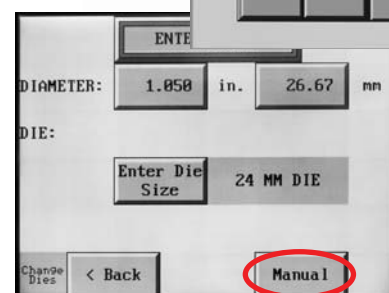 ENTE
DIAMETER: 1.050 in. 26.67 mm
DIE:
Enter Die
Size
24 MM DIE
Change
Dies
< Back
Manual